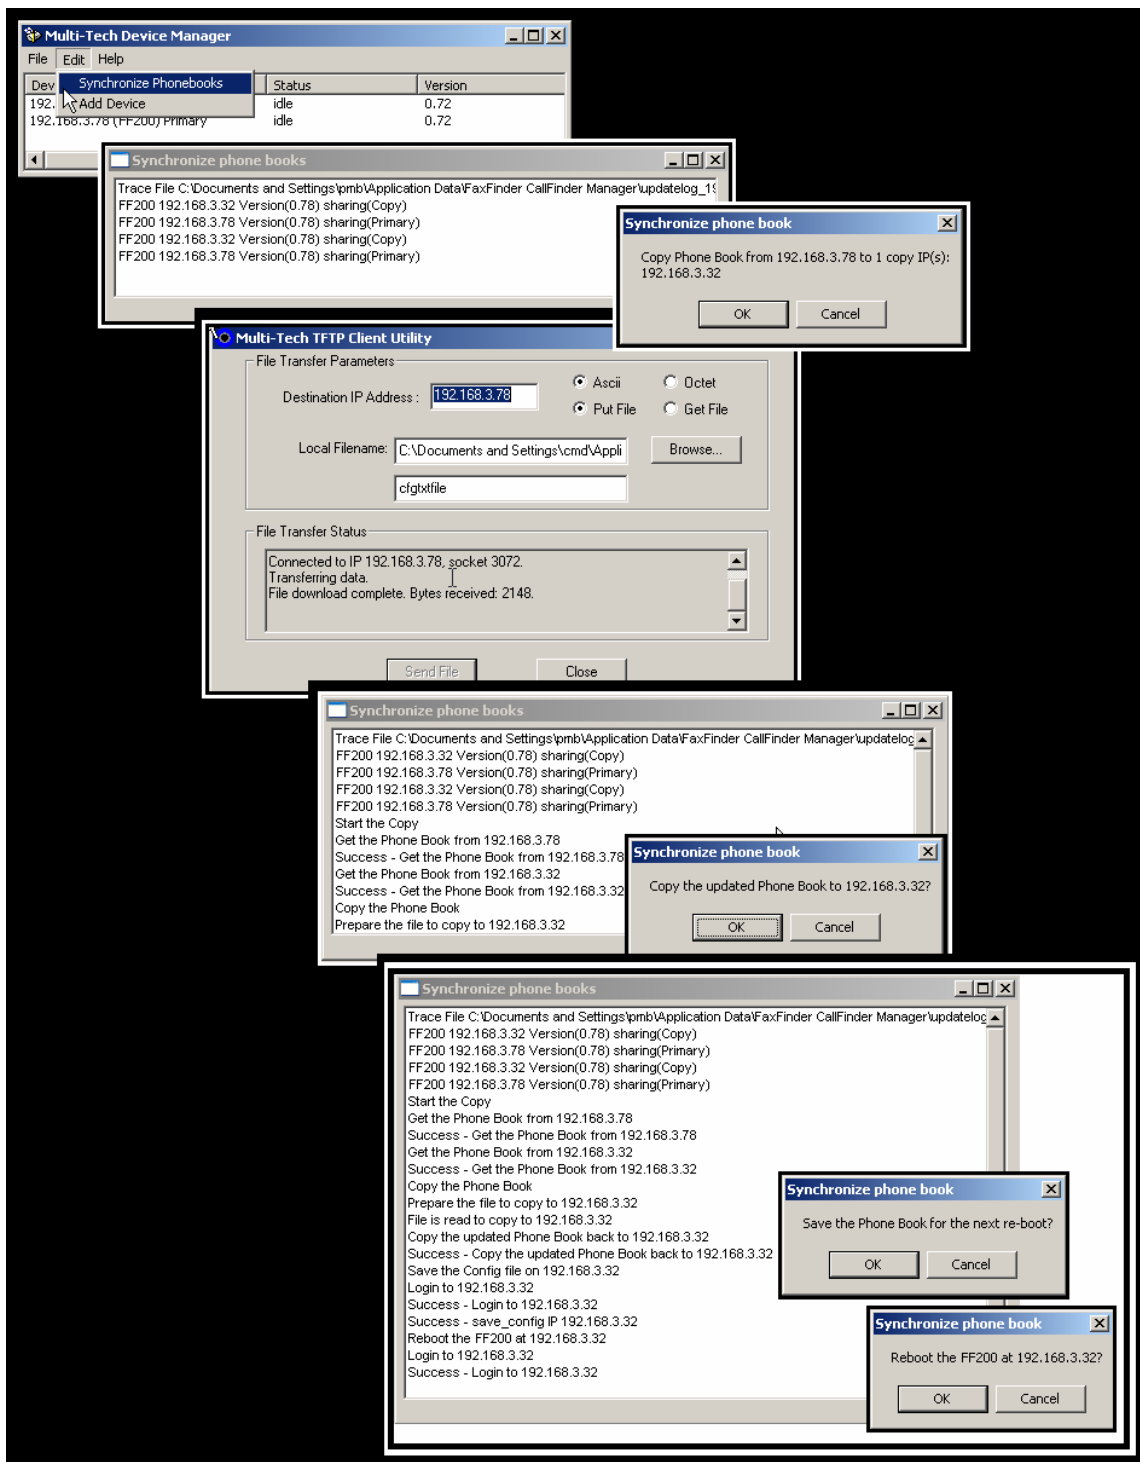 Multi-Tech Device Manager
File Edit Help
Dev Status Version
Synchronize Phonebooks
Add Device
192. idle 0.72
192.168.3.78 (FF200) Primary idle 0.72
Synchronize phone books
Trace File C:\Documents and Settings\pmb\Application Data\FaxFinder CallFinder Manager\updatelog_19
FF200 192.168.3.32 Version(0.78) sharing(Copy)
FF200 192.168.3.78 Version(0.78) sharing(Primary)
FF200 192.168.3.32 Version(0.78) sharing(Copy)
FF200 192.168.3.78 Version(0.78) sharing(Primary)
Synchronize phone book
Copy Phone Book from 192.168.3.78 to 1 copy IP(s):
192.168.3.32
OK Cancel
Multi-Tech TFTP Client Utility
File Transfer Parameters
Destination IP Address : 192.168.3.78
Ascii Octet
Put File Get File
Local Filename: C:\Documents and Settings\cmd\Appli Browse...
cfgtxtfile
File Transfer Status
Connected to IP 192.168.3.78, socket 3072.
Transferring data.
File download complete. Bytes received: 2148.
Send File Close
Synchronize phone books
Trace File C:\Documents and Settings\pmb\Application Data\FaxFinder CallFinder Manager\updatelog
FF200 192.168.3.32 Version(0.78) sharing(Copy)
FF200 192.168.3.78 Version(0.78) sharing(Primary)
FF200 192.168.3.32 Version(0.78) sharing(Copy)
FF200 192.168.3.78 Version(0.78) sharing(Primary)
Start the Copy
Get the Phone Book from 192.168.3.78
Success - Get the Phone Book from 192.168.3.78
Get the Phone Book from 192.168.3.32
Success - Get the Phone Book from 192.168.3.32
Copy the Phone Book
Prepare the file to copy to 192.168.3.32
Synchronize phone book
Copy the updated Phone Book to 192.168.3.32?
OK Cancel
Synchronize phone books
Trace File C:\Documents and Settings\pmb\Application Data\FaxFinder CallFinder Manager\updatelog
FF200 192.168.3.32 Version(0.78) sharing(Copy)
FF200 192.168.3.78 Version(0.78) sharing(Primary)
FF200 192.168.3.32 Version(0.78) sharing(Copy)
FF200 192.168.3.78 Version(0.78) sharing(Primary)
Start the Copy
Get the Phone Book from 192.168.3.78
Success - Get the Phone Book from 192.168.3.78
Get the Phone Book from 192.168.3.32
Success - Get the Phone Book from 192.168.3.32
Copy the Phone Book
Prepare the file to copy to 192.168.3.32
File is read to copy to 192.168.3.32
Copy the updated Phone Book back to 192.168.3.32
Success - Copy the updated Phone Book back to 192.168.3.32
Save the Config file on 192.168.3.32
Login to 192.168.3.32
Success - Login to 192.168.3.32
Success - save_config IP 192.168.3.32
Reboot the FF200 at 192.168.3.32
Login to 192.168.3.32
Success - Login to 192.168.3.32
Synchronize phone book
Save the Phone Book for the next re-boot?
OK Cancel
Synchronize phone book
Reboot the FF200 at 192.168.3.32?
OK Cancel